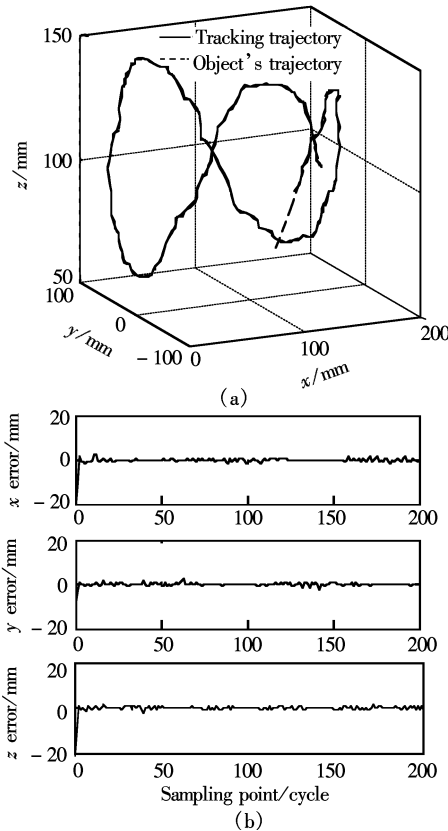 150
Tracking trajectory
Object's trajectory
z/mm
100
50
100
0
-100
y/mm
0
100
200
x/mm
(a)
20
0
-20
x error/mm
0 50 100 150 200
20
0
-20
y error/mm
0 50 100 150 200
20
0
-20
z error/mm
0 50 100 150 200
Sampling point/cycle
(b)